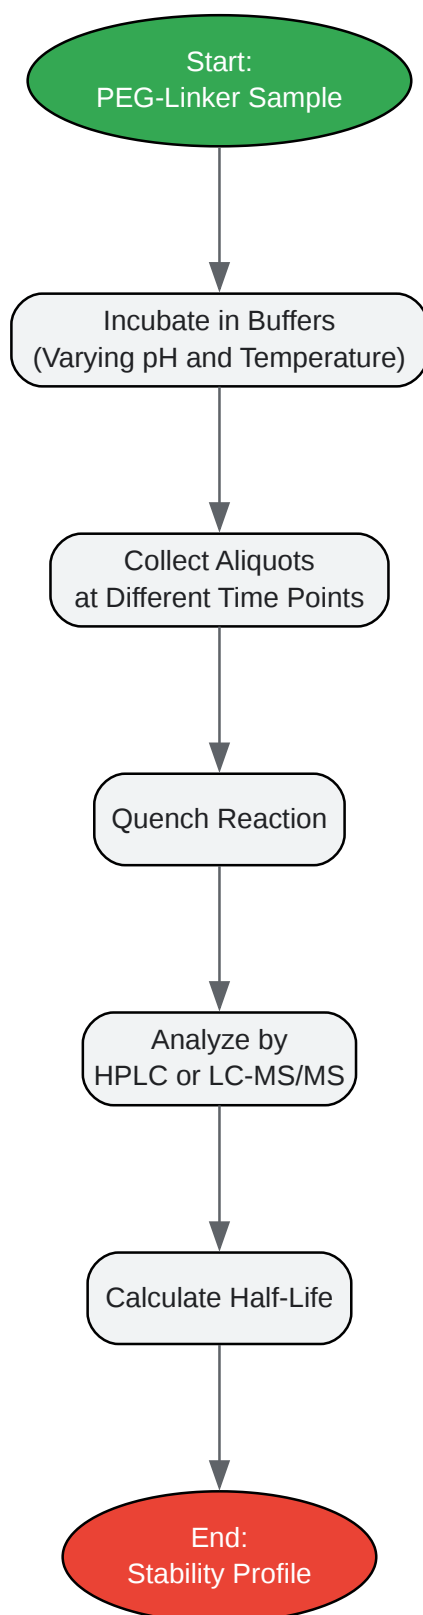 Start:
PEG-Linker Sample
Incubate in Buffers
(Varying pH and Temperature)
Collect Aliquots
at Different Time Points
Quench Reaction
Analyze by
HPLC or LC-MS/MS
Calculate Half-Life
End:
Stability Profile